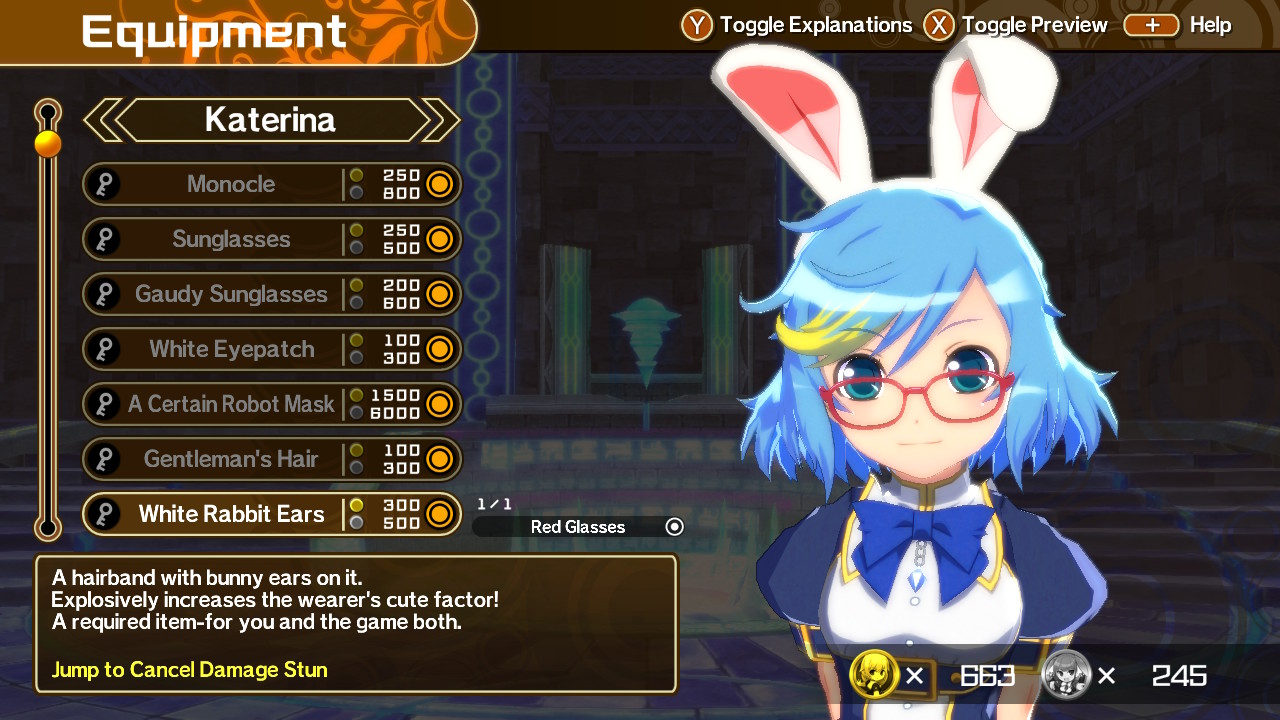 Equipment
Y Toggle Explanations X Toggle Preview + Help
Katerina
Monocle 250 800
Sunglasses 250 500
Gaudy Sunglasses 200 600
White Eyepatch 100 300
A Certain Robot Mask 1500 6000
Gentleman's Hair 100 300
White Rabbit Ears 300 500
1/1
Red Glasses
A hairband with bunny ears on it.
Explosively increases the wearer's cute factor!
A required item-for you and the game both.
Jump to Cancel Damage Stun
× 663 × 245